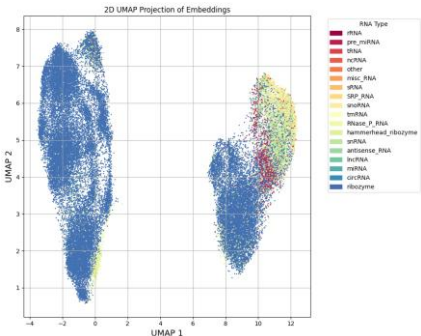 2D UMAP Projection of Embeddings
8
7
6
5
4
3
2
1
UMAP 2
−4
−2
0
2
4
6
8
10
12
UMAP 1
RNA Type
rRNA
pre_miRNA
tRNA
ncRNA
other
misc_RNA
sRNA
SRP_RNA
snoRNA
tmRNA
RNase_P_RNA
hammerhead_ribozyme
snRNA
antisense_RNA
lncRNA
miRNA
circRNA
ribozyme